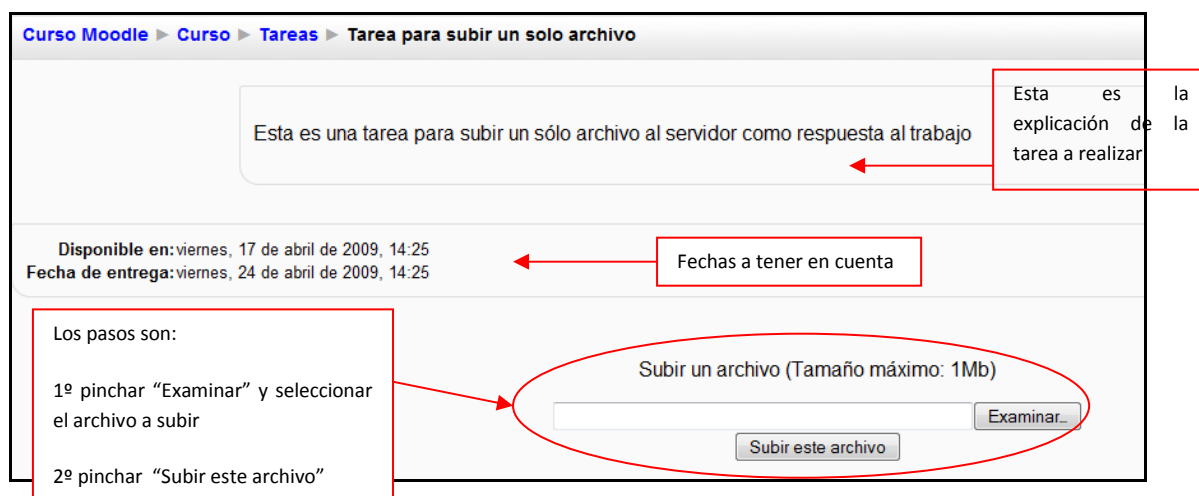 Curso Moodle ► Curso ► Tareas ► Tarea para subir un solo archivo
Esta es la
explicación de la
tarea a realizar
Esta es una tarea para subir un sólo archivo al servidor como respuesta al trabajo
Disponible en: viernes, 17 de abril de 2009, 14:25
Fecha de entrega: viernes, 24 de abril de 2009, 14:25
Fechas a tener en cuenta
Los pasos son:
1º pinchar “Examinar” y seleccionar
el archivo a subir
2º pinchar “Subir este archivo”
Subir un archivo (Tamaño máximo: 1Mb)
Examinar...
Subir este archivo